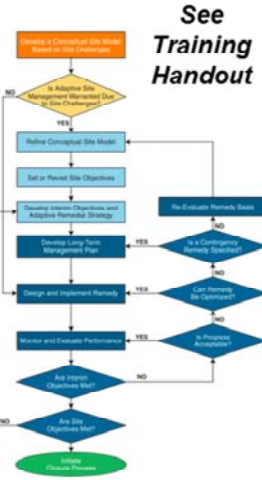 See
Training
Handout
Develop a Conceptual Site Model
Based on Site Challenges
Is Adaptive Site
Management Warranted Due
to Site Challenges?
NO
YES
Refine Conceptual Site Model
Set or Revisit Site Objectives
Develop Interim Objectives and
Adaptive Remedial Strategy
Re-Evaluate Remedy Basis
NO
Develop Long-Term
Management Plan
YES
Is a Contingency
Remedy Specified?
NO
Design and Implement Remedy
YES
Can Remedy
Be Optimized?
NO
Monitor and Evaluate Performance
YES
Is Progress
Acceptable?
Are Interim
Objectives Met?
NO
NO
Are Site
Objectives Met?
Initiate
Closure Process